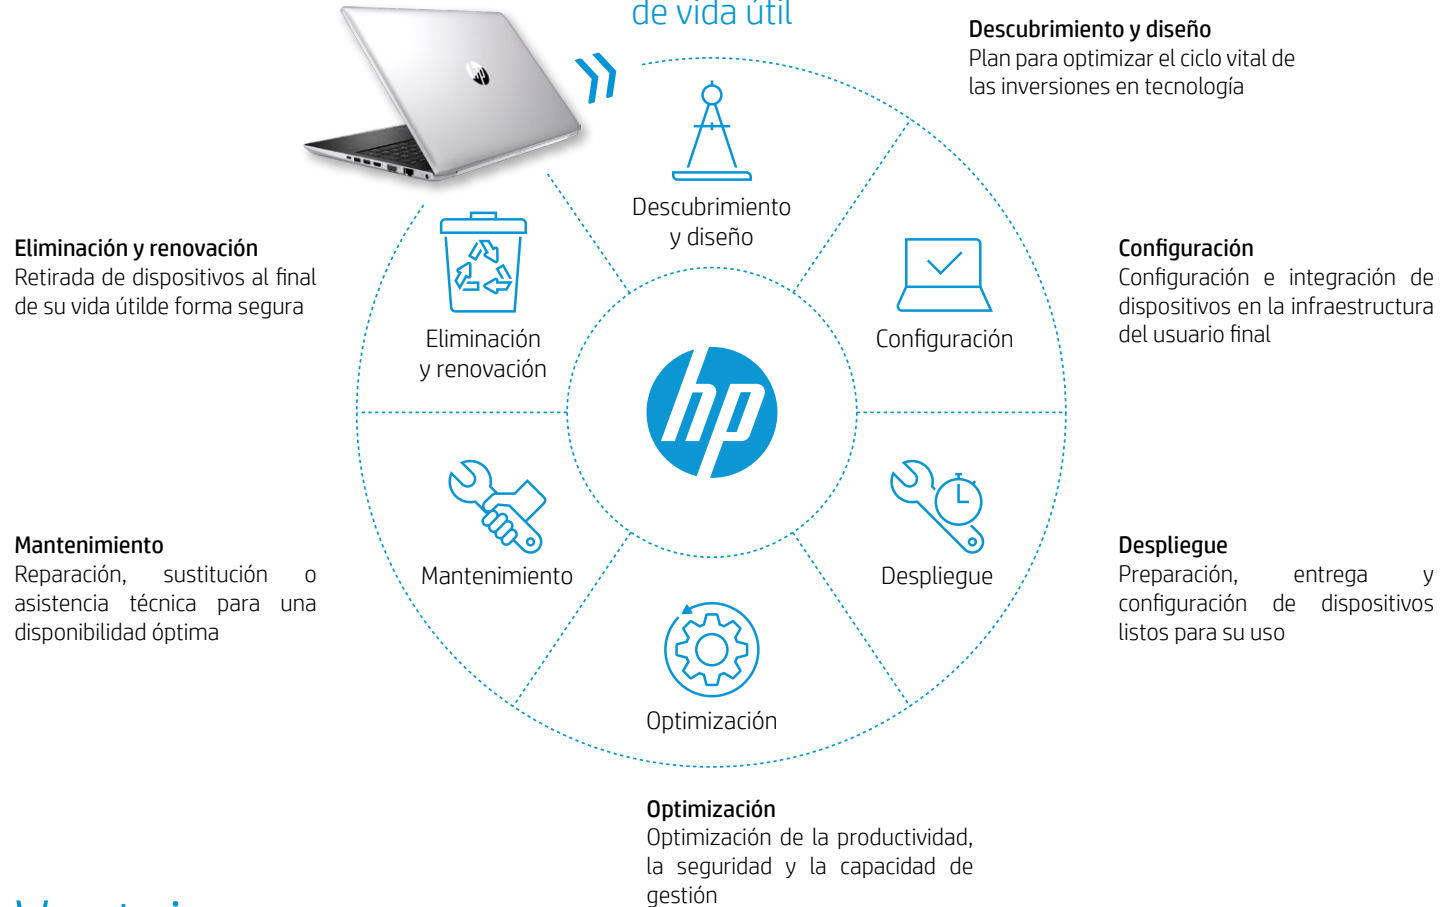 de vida útil
Descubrimiento y diseño
Plan para optimizar el ciclo vital de
las inversiones en tecnología
hp
Descubrimiento
y diseño
Eliminación y renovación
Retirada de dispositivos al final
de su vida útilde forma segura
Configuración
Configuración e integración de
dispositivos en la infraestructura
del usuario final
Eliminación
y renovación
Configuración
hp
Mantenimiento
Reparación, sustitución o
asistencia técnica para una
disponibilidad óptima
Mantenimiento
Despliegue
Despliegue
Preparación, entrega y
configuración de dispositivos
listos para su uso
Optimización
Optimización
Optimización de la productividad,
la seguridad y la capacidad de
gestión